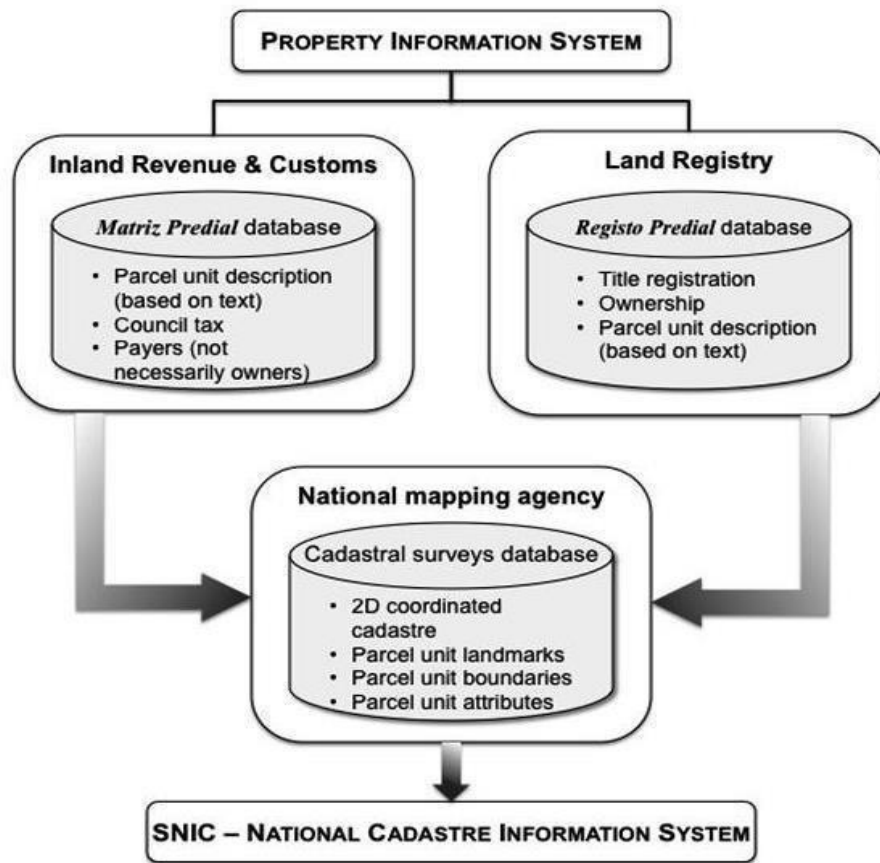 PROPERTY INFORMATION SYSTEM
Inland Revenue & Customs
Matriz Predial database
• Parcel unit description
(based on text)
• Council tax
• Payers (not
necessarily owners)
Land Registry
Registo Predial database
• Title registration
• Ownership
• Parcel unit description
(based on text)
National mapping agency
Cadastral surveys database
• 2D coordinated
cadastre
• Parcel unit landmarks
• Parcel unit boundaries
• Parcel unit attributes
SNIC – NATIONAL CADASTRE INFORMATION SYSTEM